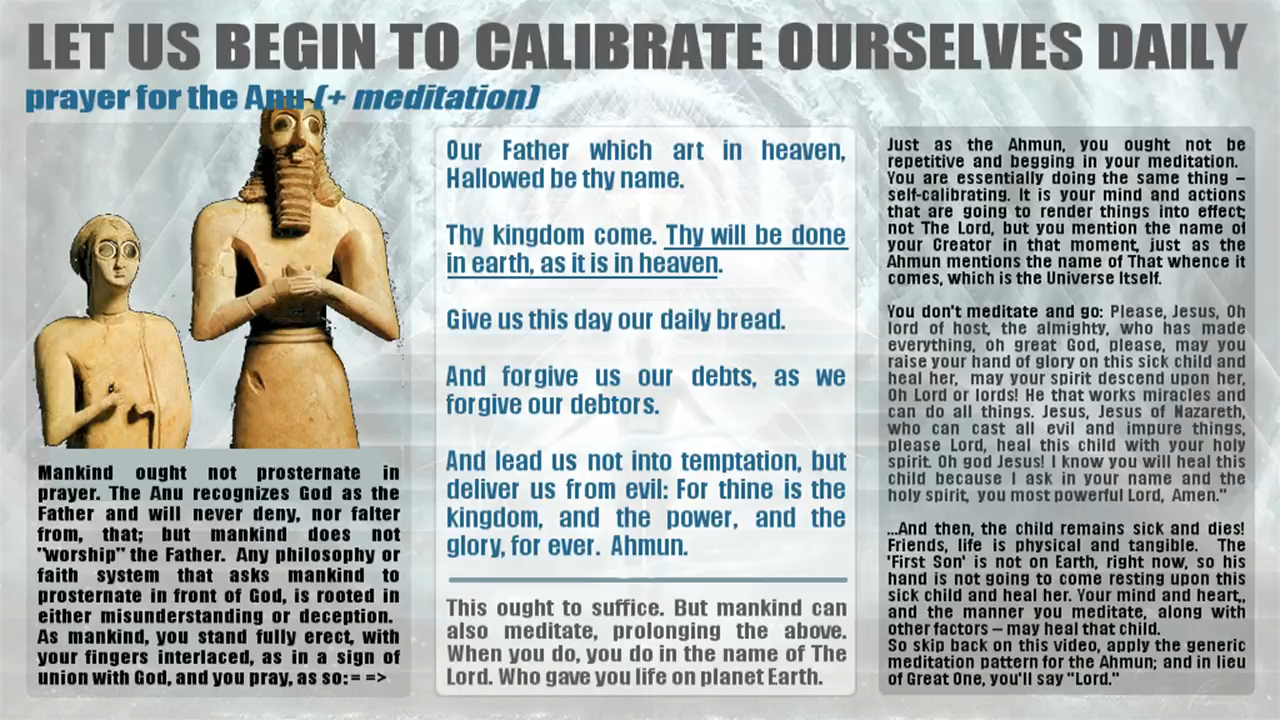 LET US BEGIN TO CALIBRATE OURSELVES DAILY
prayer for the Anu (+ meditation)
Mankind ought not prosternate in
prayer. The Anu recognizes God as the
Father and will never deny, nor falter
from, that; but mankind does not
"worship" the Father. Any philosophy or
faith system that asks mankind to
prosternate in front of God, is rooted in
either misunderstanding or deception.
As mankind, you stand fully erect, with
your fingers interlaced, as in a sign of
union with God, and you pray, as so:= =>
Our Father which art in heaven,
Hallowed be thy name.
Thy kingdom come. Thy will be done
in earth, as it is in heaven.
Give us this day our daily bread.
And forgive us our debts, as we
forgive our debtors.
And lead us not into temptation, but
deliver us from evil: For thine is the
kingdom, and the power, and the
glory, for ever. Ahmun.
This ought to suffice. But mankind can
also meditate, prolonging the above.
When you do, you do in the name of The
Lord. Who gave you life on planet Earth.
Just as the Ahmun, you ought not be
repetitive and begging in your meditation.
You are essentially doing the same thing –
self-calibrating. It is your mind and actions
that are going to render things into effect;
not The Lord, but you mention the name of
your Creator in that moment, just as the
Ahmun mentions the name of That whence it
comes, which is the Universe Itself.
You don't meditate and go: Please, Jesus, Oh
lord of host, the almighty, who has made
everything, oh great God, please, may you
raise your hand of glory on this sick child and
heal her, may your spirit descend upon her,
Oh Lord or lords! He that works miracles and
can do all things. Jesus, Jesus of Nazareth,
who can cast all evil and impure things,
please Lord, heal this child with your holy
spirit. Oh god Jesus! I know you will heal this
child because I ask in your name and the
holy spirit, you most powerful Lord, Amen."
...And then, the child remains sick and dies!
Friends, life is physical and tangible. The
'First Son' is not on Earth, right now, so his
hand is not going to come resting upon this
sick child and heal her. Your mind and heart,,
and the manner you meditate, along with
other factors – may heal that child.
So skip back on this video, apply the generic
meditation pattern for the Ahmun; and in lieu
of Great One, you'll say "Lord."